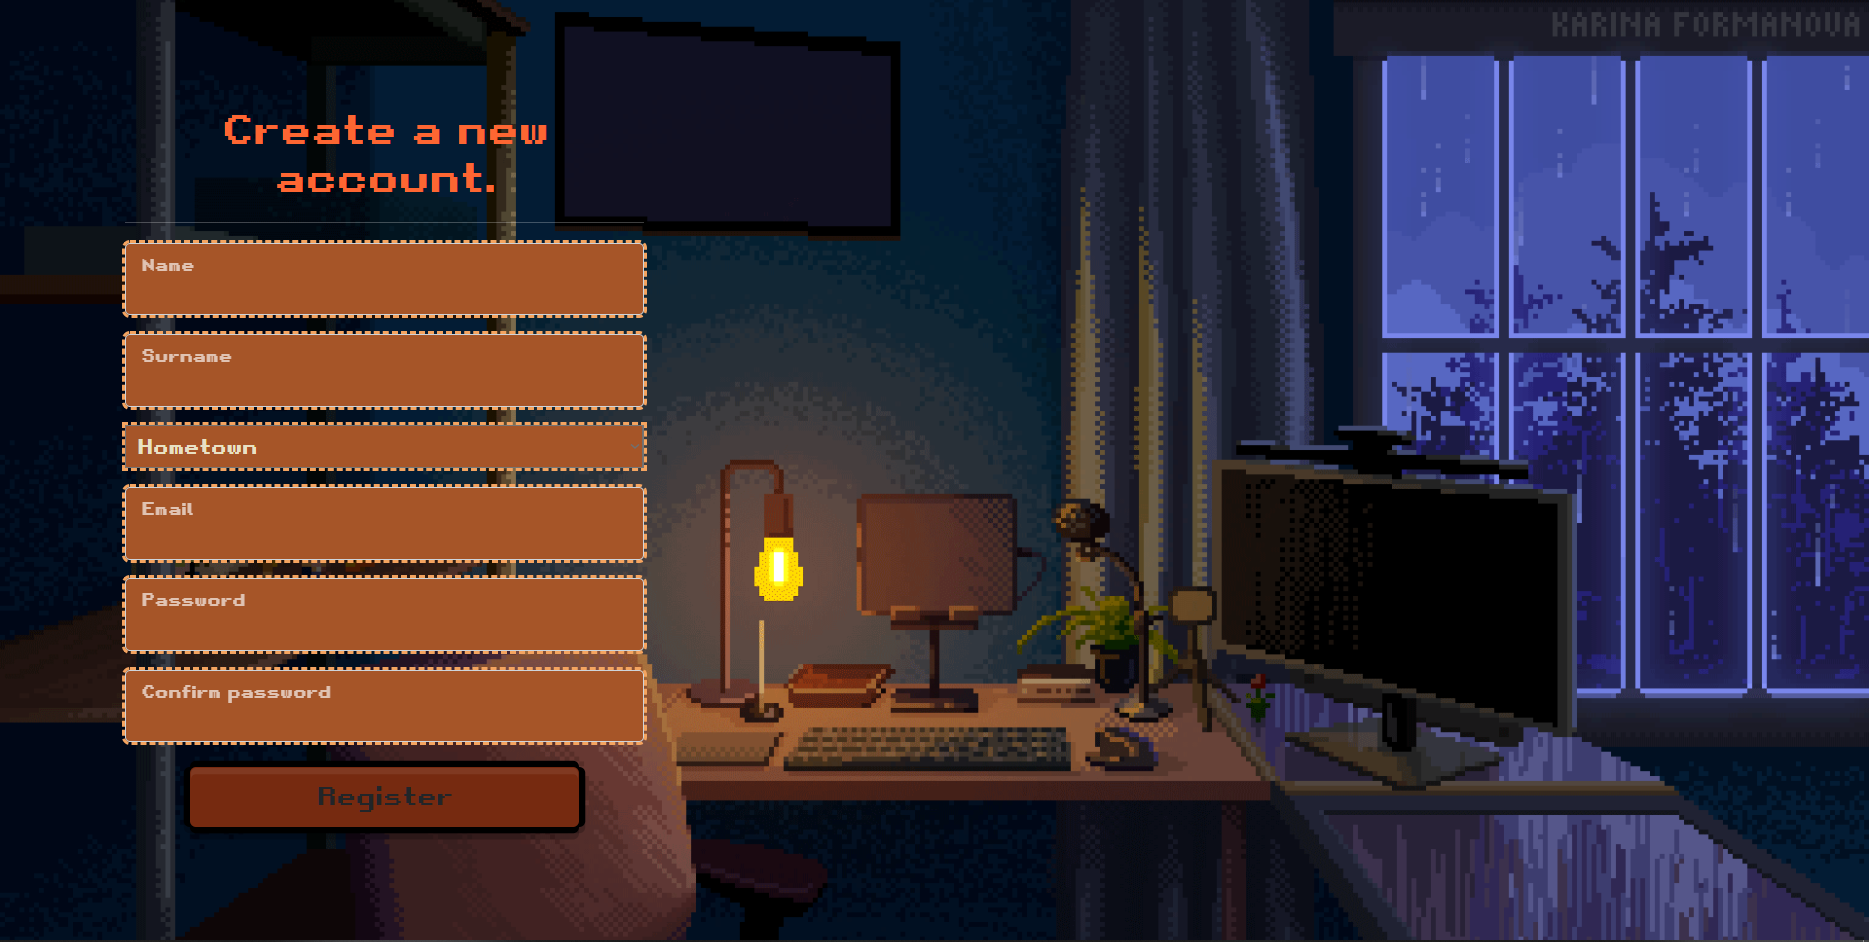 KARINA FORMANOVA
Create a new
account.
Name
Surname
Hometown
Email
Password
Confirm password
Register